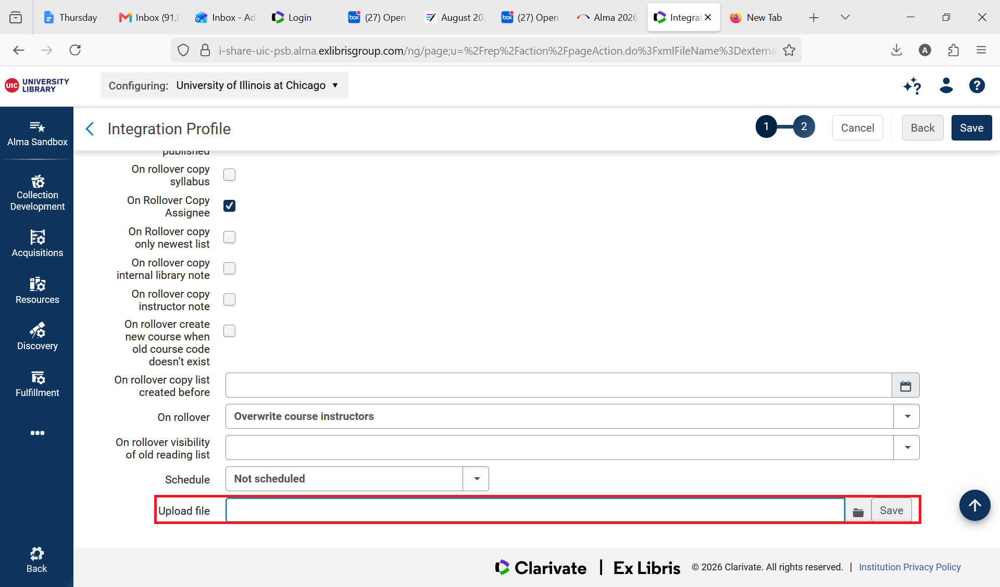 Thursday -
Inbox (91,8
Inbox - Ad
Login
box (27) Open
August 20
box (27) Open
Alma 2026
Integrat
New Tab
i-share-uic-psb.alma.exlibrisgroup.com/ng/page;u=%2Frep%2Faction%2FpageAction.do%3FxmlFileName%3Dexterna
A
UIC UNIVERSITY LIBRARY
Configuring: University of Illinois at Chicago
?
?
Alma Sandbox
Collection Development
Acquisitions
Resources
Discovery
Fulfillment
Back
Integration Profile
1
2
Cancel
Back
Save
published
On rollover copy
syllabus
On Rollover Copy
Assignee
On Rollover copy
only newest list
On rollover copy
internal library note
On rollover copy
instructor note
On rollover create
new course when
old course code
doesn’t exist
On rollover copy list
created before
On rollover Overwrite course instructors
On rollover visibility
of old reading list
Schedule Not scheduled
Upload file Save
Clarivate | Ex Libris © 2026 Clarivate. All rights reserved. | Institution Privacy Policy